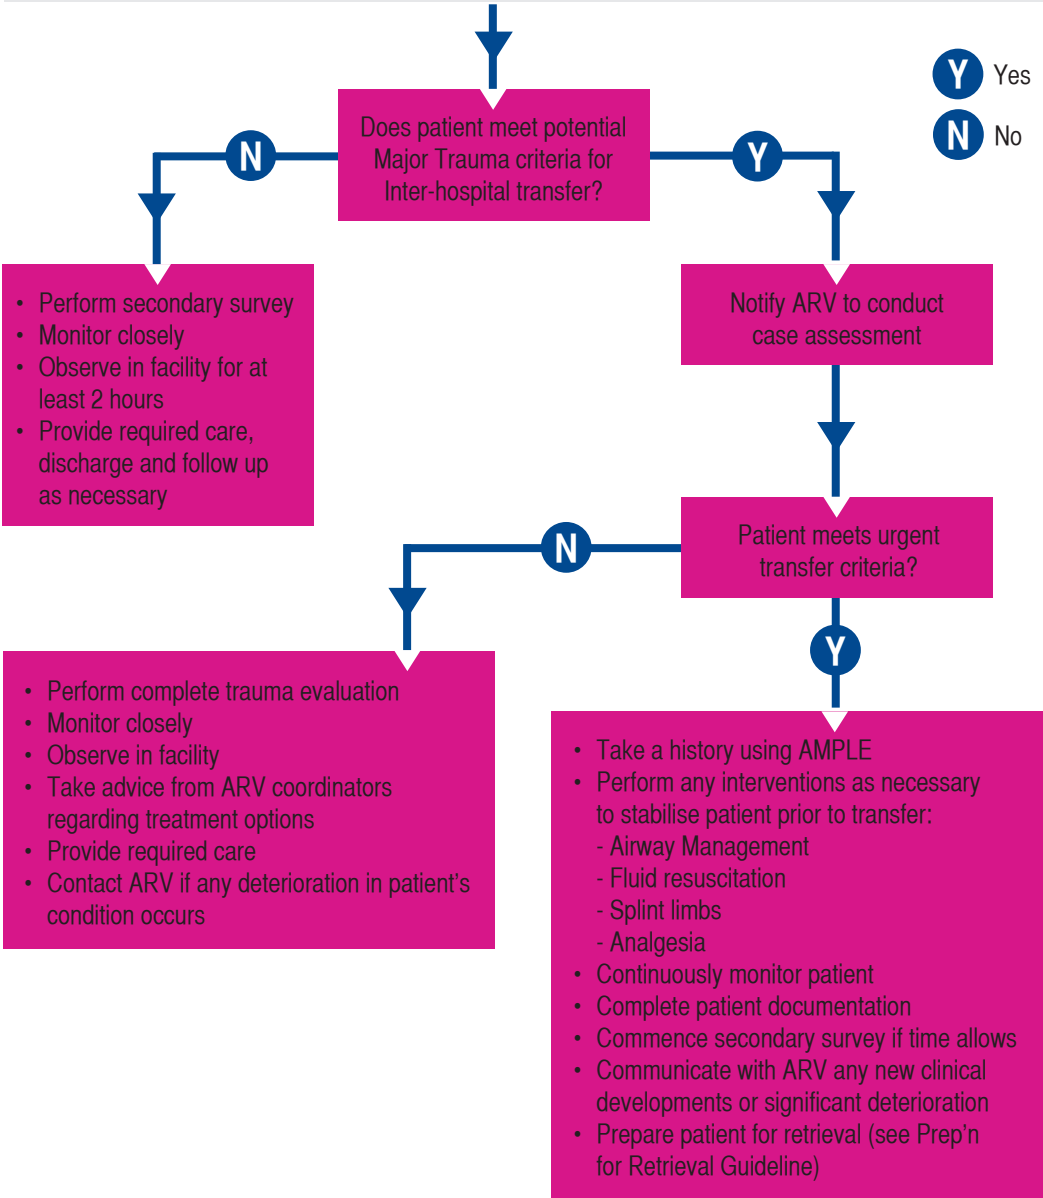 Y Yes
N No
Does patient meet potential
Major Trauma criteria for
Inter-hospital transfer?
N
Y
• Perform secondary survey
• Monitor closely
• Observe in facility for at
least 2 hours
• Provide required care,
discharge and follow up
as necessary
Notify ARV to conduct
case assessment
Patient meets urgent
transfer criteria?
N
Y
• Perform complete trauma evaluation
• Monitor closely
• Observe in facility
• Take advice from ARV coordinators
regarding treatment options
• Provide required care
• Contact ARV if any deterioration in patient’s
condition occurs
• Take a history using AMPLE
• Perform any interventions as necessary
to stabilise patient prior to transfer:
- Airway Management
- Fluid resuscitation
- Splint limbs
- Analgesia
• Continuously monitor patient
• Complete patient documentation
• Commence secondary survey if time allows
• Communicate with ARV any new clinical
developments or significant deterioration
• Prepare patient for retrieval (see Prep’n
for Retrieval Guideline)